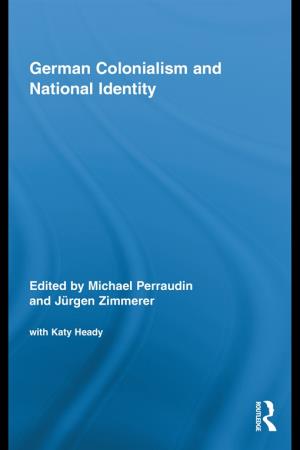 German Colonialism and
National Identity
Edited by Michael Perraudin
and Jürgen Zimmerer
with Katy Heady
ROUTLEDGE